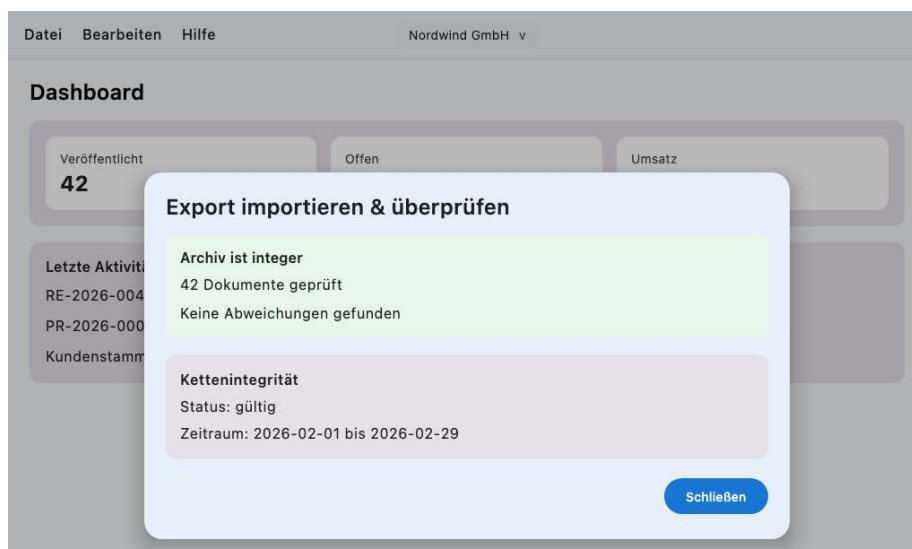 Datei Bearbeiten Hilfe Nordwind GmbH v
Dashboard
Veröffentlicht
42
Offen
Umsatz
Letzte
RE-2026-004
PR-2026-000
Export importieren & überprüfen
Archiv ist integer
42 Dokumente geprüft
Keine Abweichungen gefunden
Kettenintegrität
Status: gültig
Zeitraum: 2026-02-01 bis 2026-02-29
Schließen